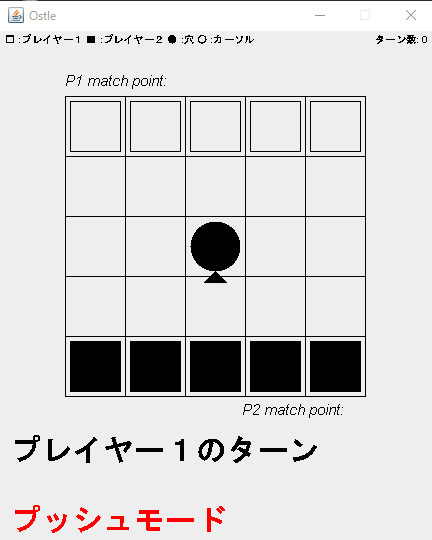 Ostle
□ :プレイヤー1 ■ :プレイヤー2 ● :穴 ○ :カーソル ターン数: 0
P1 match point:
P2 match point:
プレイヤー１のターン
プッシュモード